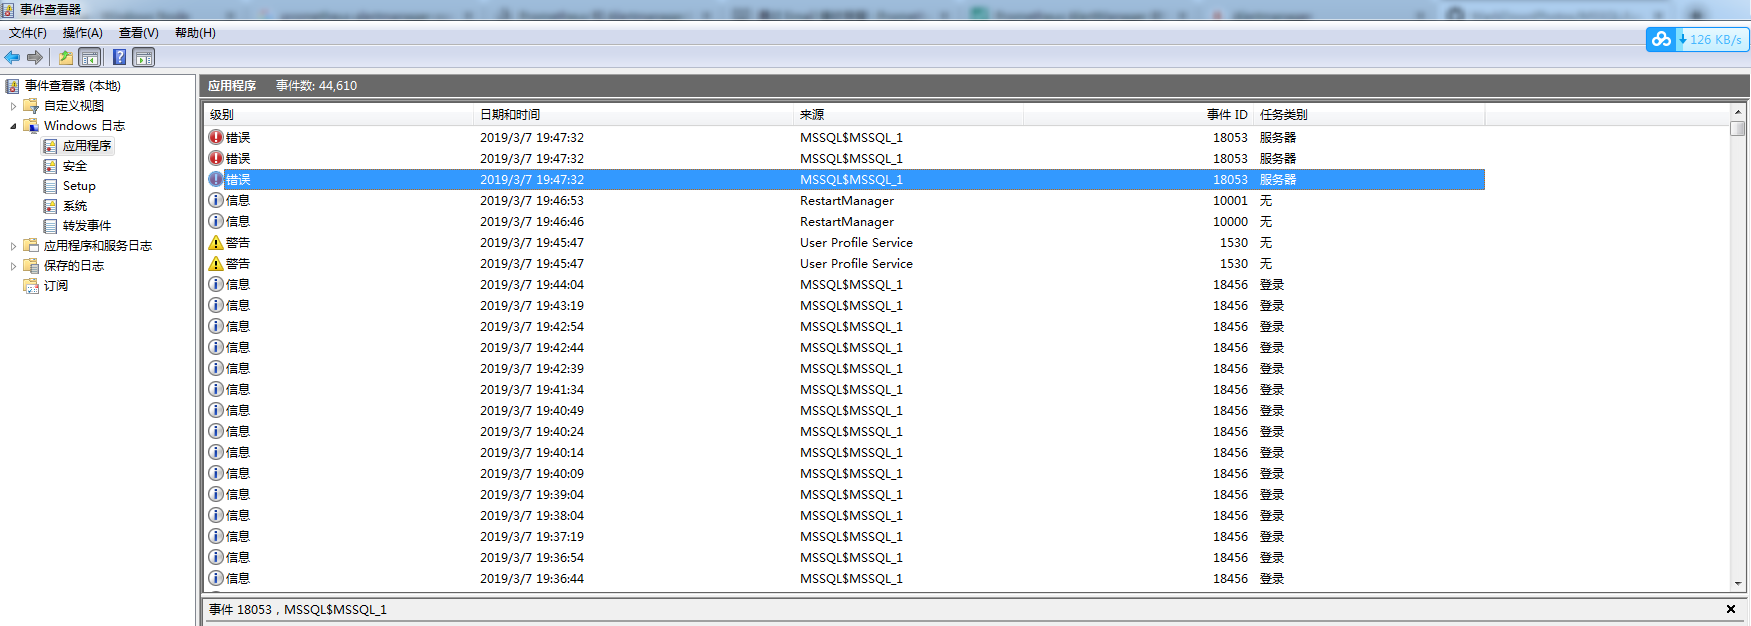 事件查看器
文件(F) 操作(A) 查看(V) 帮助(H)
126 KB/s
事件查看器 (本地)
自定义视图
Windows 日志
应用程序
安全
Setup
系统
转发事件
应用程序和服务日志
保存的日志
订阅
应用程序 事件数: 44,610
级别 日期和时间 来源 事件 ID 任务类别
错误 2019/3/7 19:47:32 MSSQL$MSSQL_1 18053 服务器
错误 2019/3/7 19:47:32 MSSQL$MSSQL_1 18053 服务器
错误 2019/3/7 19:47:32 MSSQL$MSSQL_1 18053 服务器
信息 2019/3/7 19:46:53 RestartManager 10001 无
信息 2019/3/7 19:46:46 RestartManager 10000 无
警告 2019/3/7 19:45:47 User Profile Service 1530 无
警告 2019/3/7 19:45:47 User Profile Service 1530 无
信息 2019/3/7 19:44:04 MSSQL$MSSQL_1 18456 登录
信息 2019/3/7 19:43:19 MSSQL$MSSQL_1 18456 登录
信息 2019/3/7 19:42:54 MSSQL$MSSQL_1 18456 登录
信息 2019/3/7 19:42:44 MSSQL$MSSQL_1 18456 登录
信息 2019/3/7 19:42:39 MSSQL$MSSQL_1 18456 登录
信息 2019/3/7 19:41:34 MSSQL$MSSQL_1 18456 登录
信息 2019/3/7 19:40:49 MSSQL$MSSQL_1 18456 登录
信息 2019/3/7 19:40:24 MSSQL$MSSQL_1 18456 登录
信息 2019/3/7 19:40:14 MSSQL$MSSQL_1 18456 登录
信息 2019/3/7 19:40:09 MSSQL$MSSQL_1 18456 登录
信息 2019/3/7 19:39:04 MSSQL$MSSQL_1 18456 登录
信息 2019/3/7 19:38:04 MSSQL$MSSQL_1 18456 登录
信息 2019/3/7 19:37:19 MSSQL$MSSQL_1 18456 登录
信息 2019/3/7 19:36:54 MSSQL$MSSQL_1 18456 登录
信息 2019/3/7 19:36:44 MSSQL$MSSQL_1 18456 登录
事件 18053，MSSQL$MSSQL_1